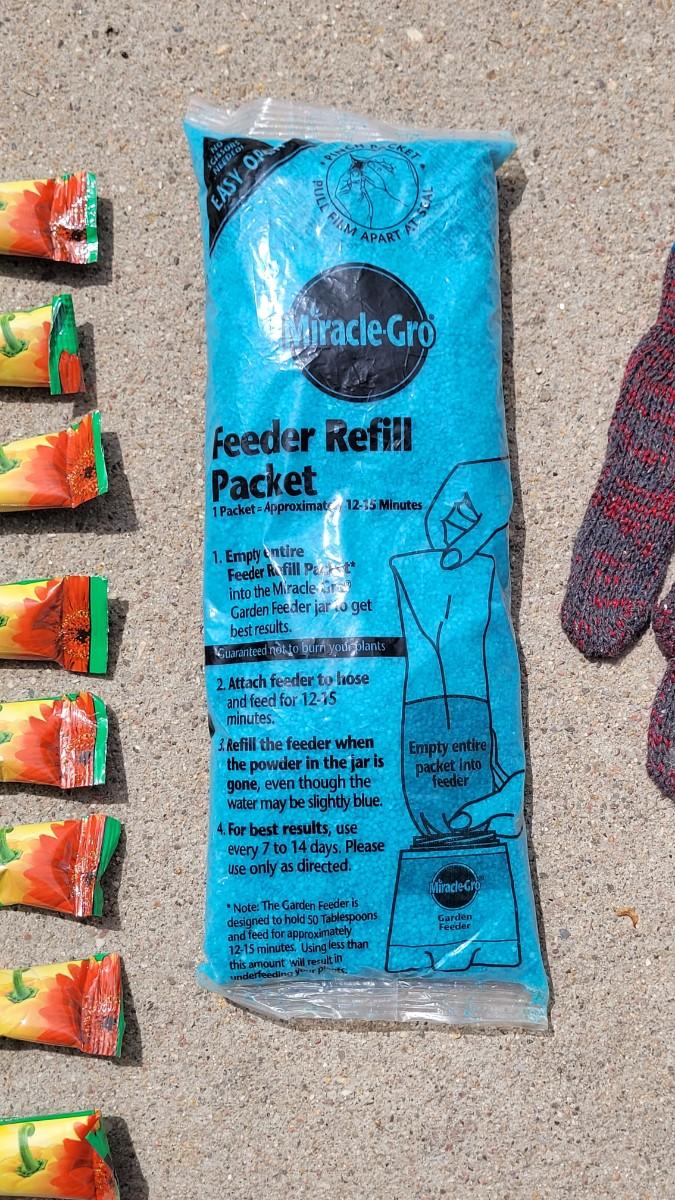 NO
SCISSORS
NEEDED!
EASY OPEN
• PINCH PACKET •
PULL FILM APART AT SEAL
Miracle-Gro®
Feeder Refill
Packet
1 Packet = Approximately 12-15 Minutes
1. Empty entire
Feeder Refill Packet*
into the Miracle-Gro®
Garden Feeder jar to get
best results.
Guaranteed not to burn your plants
2. Attach feeder to hose
and feed for 12-15
minutes.
3. Refill the feeder when
the powder in the jar is
gone, even though the
water may be slightly blue.
4. For best results, use
every 7 to 14 days. Please
use only as directed.
Empty entire
packet into
feeder
Miracle-Gro®
Garden
Feeder
* Note: The Garden Feeder is
designed to hold 50 Tablespoons
and feed for approximately
12-15 minutes. Using less than
this amount will result in
underfeeding your plants.